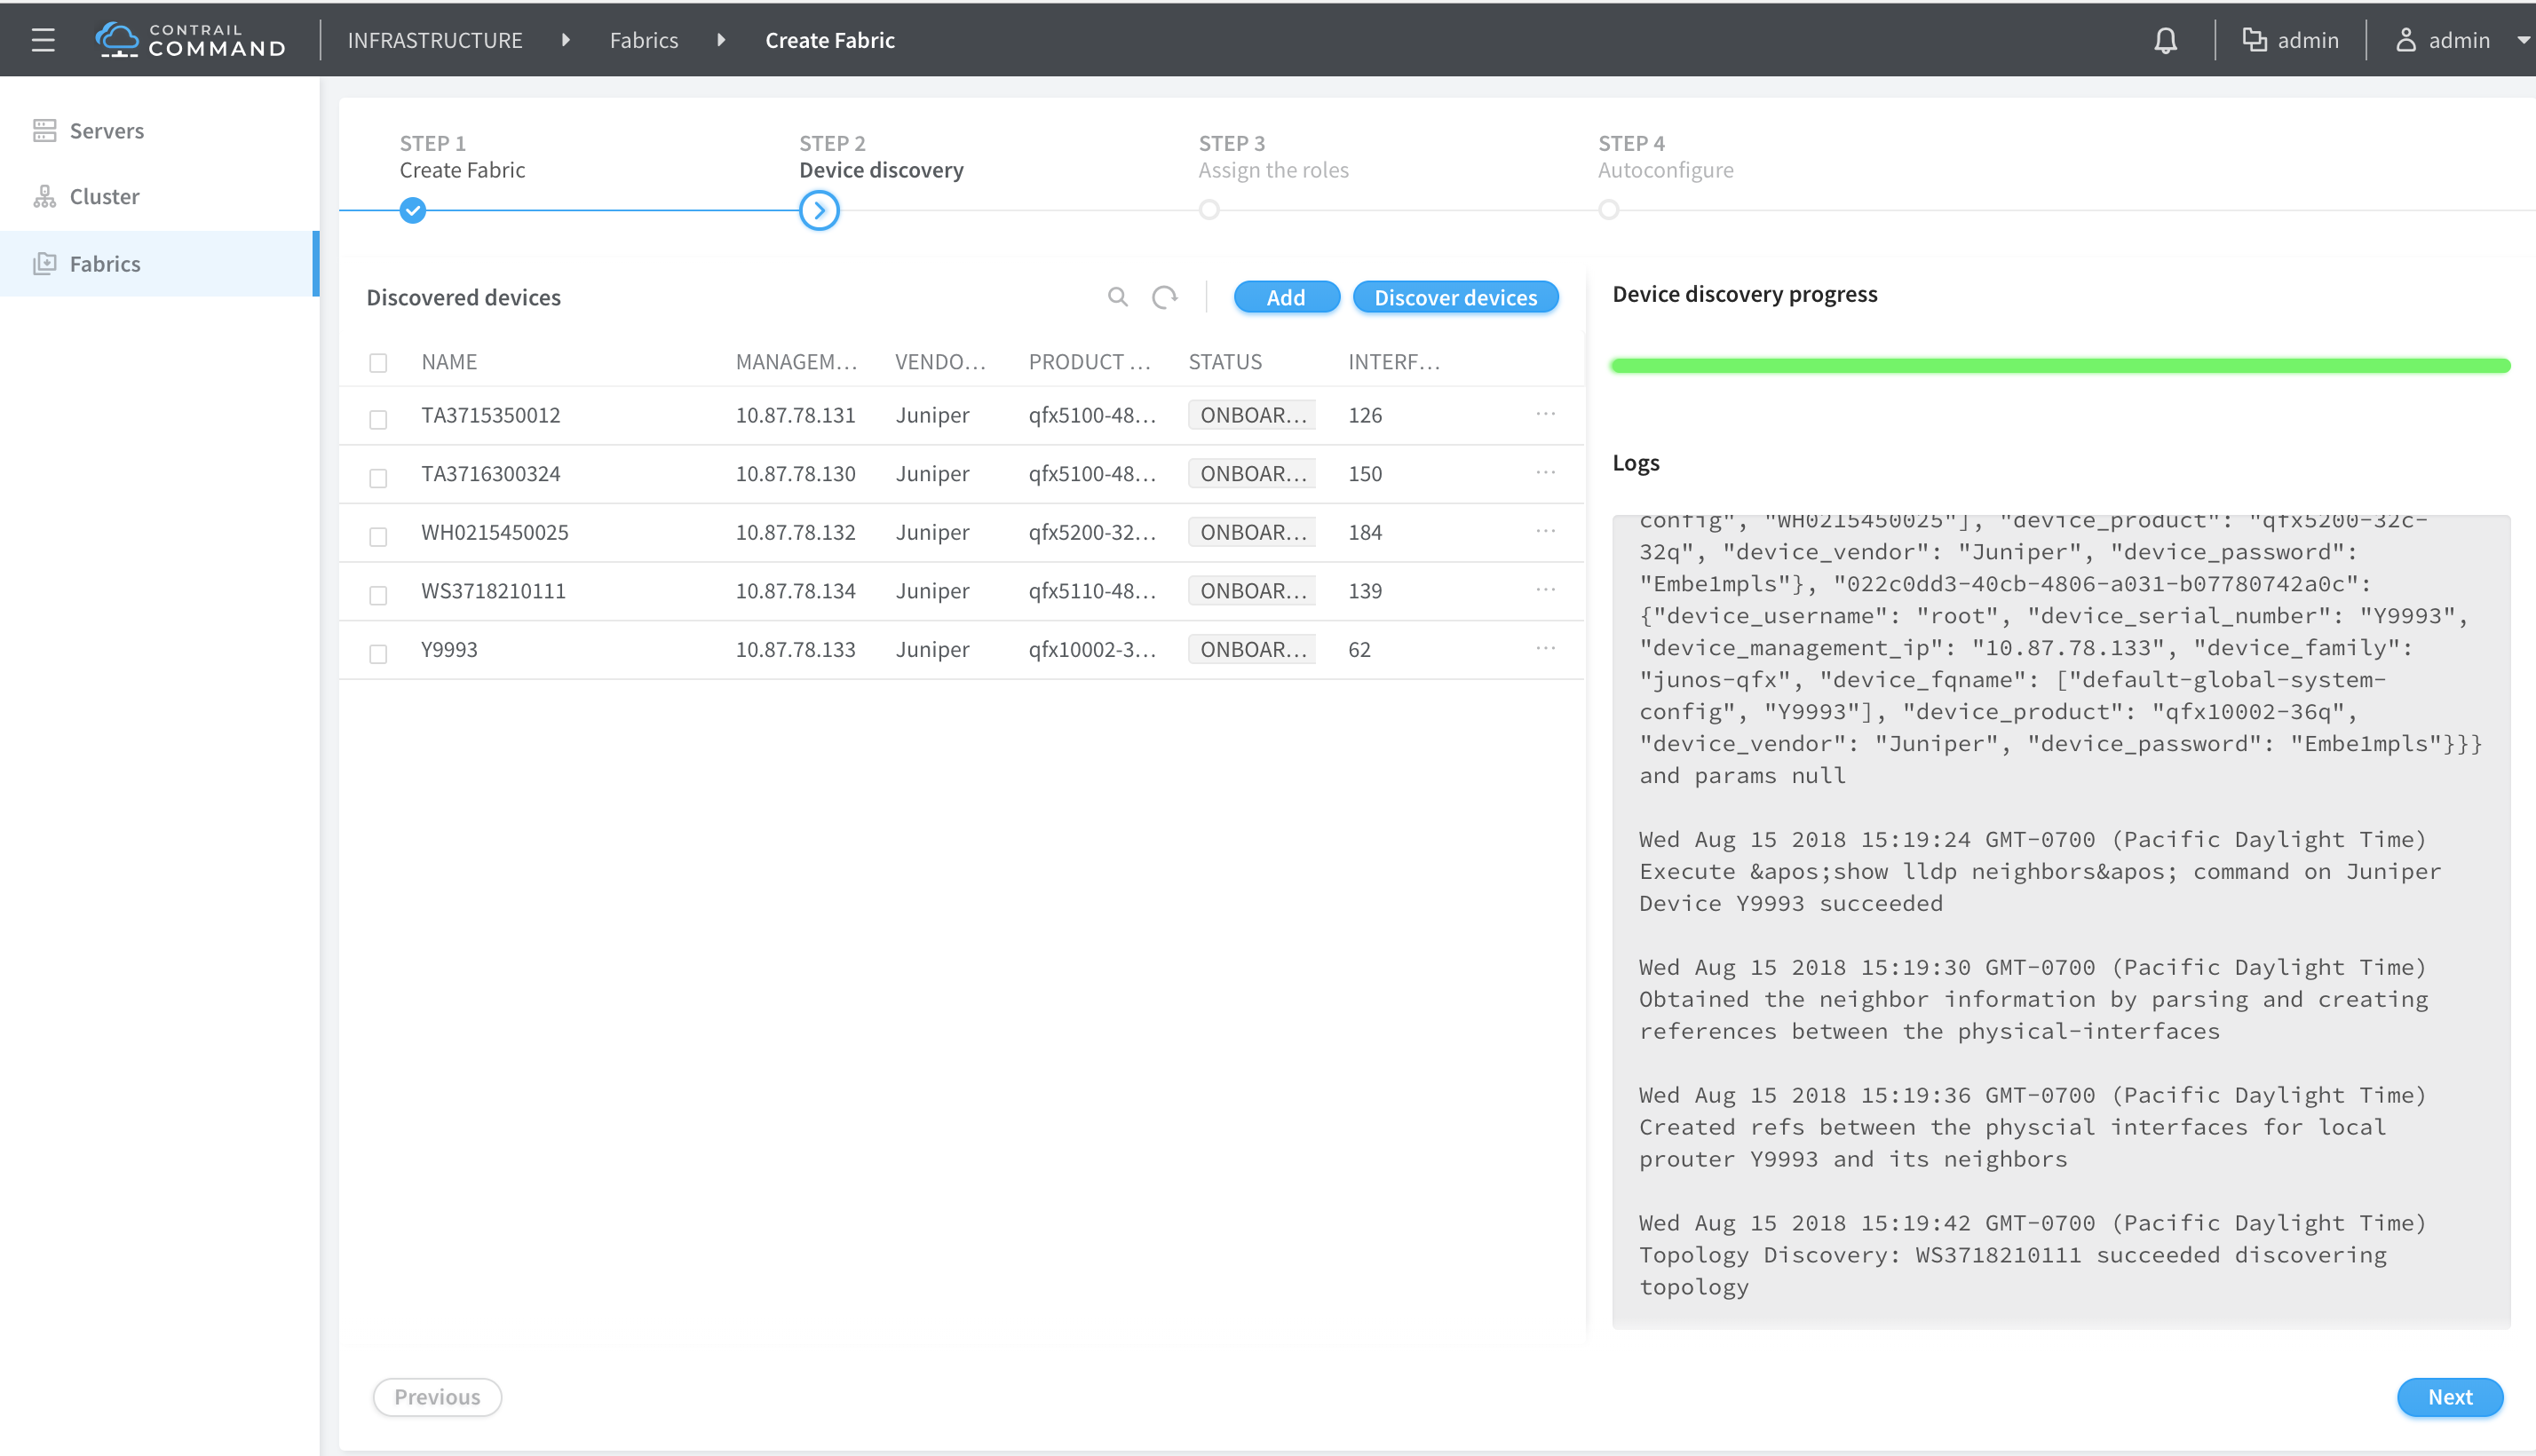 CONTRAIL
COMMAND
INFRASTRUCTURE
Fabrics
Create Fabric
admin
admin
Servers
Cluster
Fabrics
STEP 1
Create Fabric
STEP 2
Device discovery
STEP 3
Assign the roles
STEP 4
Autoconfigure
Discovered devices
Add
Discover devices
NAME MANAGEM... VENDO... PRODUCT ... STATUS INTERF...
TA3715350012 10.87.78.131 Juniper qfx5100-48... ONBOAR... 126 ...
TA3716300324 10.87.78.130 Juniper qfx5100-48... ONBOAR... 150 ...
WH0215450025 10.87.78.132 Juniper qfx5200-32... ONBOAR... 184 ...
WS3718210111 10.87.78.134 Juniper qfx5110-48... ONBOAR... 139 ...
Y9993 10.87.78.133 Juniper qfx10002-3... ONBOAR... 62 ...
Device discovery progress
Logs
config", "WH0215450025"], "device_product": "qfx5200-32c-
32q", "device_vendor": "Juniper", "device_password":
"Embe1mpls"}, "022c0dd3-40cb-4806-a031-b07780742a0c":
{"device_username": "root", "device_serial_number": "Y9993",
"device_management_ip": "10.87.78.133", "device_family":
"junos-qfx", "device_fqname": ["default-global-system-
config", "Y9993"], "device_product": "qfx10002-36q",
"device_vendor": "Juniper", "device_password": "Embe1mpls"}}}
and params null
Wed Aug 15 2018 15:19:24 GMT-0700 (Pacific Daylight Time)
Execute &apos;show lldp neighbors&apos; command on Juniper
Device Y9993 succeeded
Wed Aug 15 2018 15:19:30 GMT-0700 (Pacific Daylight Time)
Obtained the neighbor information by parsing and creating
references between the physical-interfaces
Wed Aug 15 2018 15:19:36 GMT-0700 (Pacific Daylight Time)
Created refs between the physcial interfaces for local
prouter Y9993 and its neighbors
Wed Aug 15 2018 15:19:42 GMT-0700 (Pacific Daylight Time)
Topology Discovery: WS3718210111 succeeded discovering
topology
Previous
Next